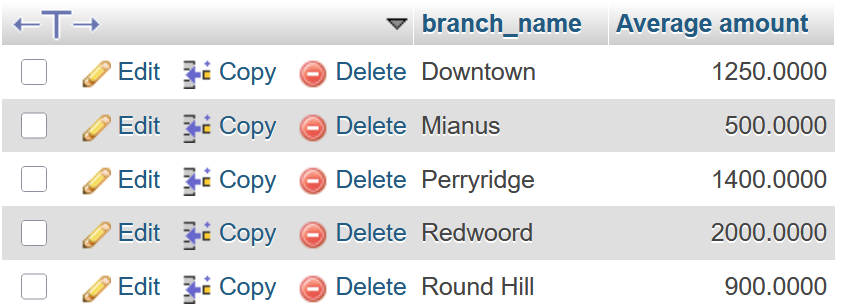 branch_name Average amount
Edit Copy Delete Downtown 1250.0000
Edit Copy Delete Mianus 500.0000
Edit Copy Delete Perryridge 1400.0000
Edit Copy Delete Redwoord 2000.0000
Edit Copy Delete Round Hill 900.0000